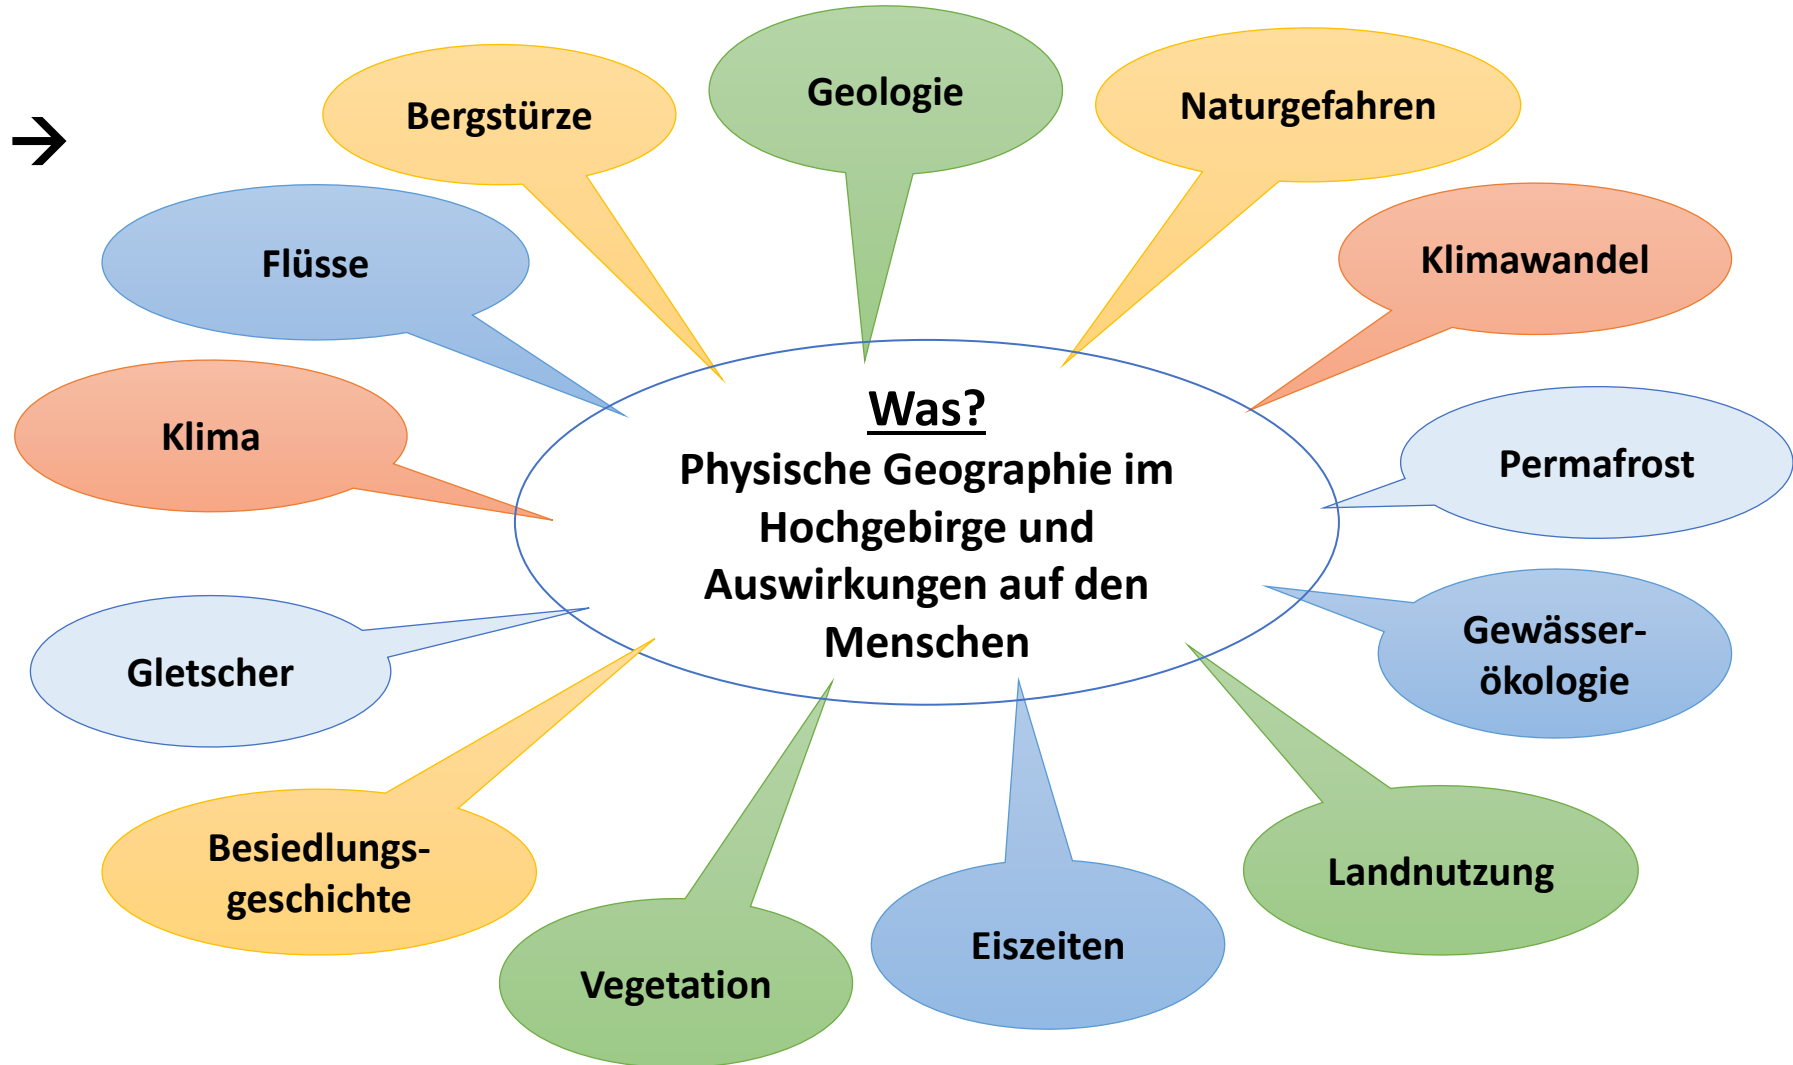 →
Bergstürze
Geologie
Naturgefahren
Flüsse
Klimawandel
Klima
Was?
Physische Geographie im
Hochgebirge und
Auswirkungen auf den
Menschen
Permafrost
Gletscher
Gewässer-
ökologie
Besiedlungs-
geschichte
Landnutzung
Vegetation
Eiszeiten